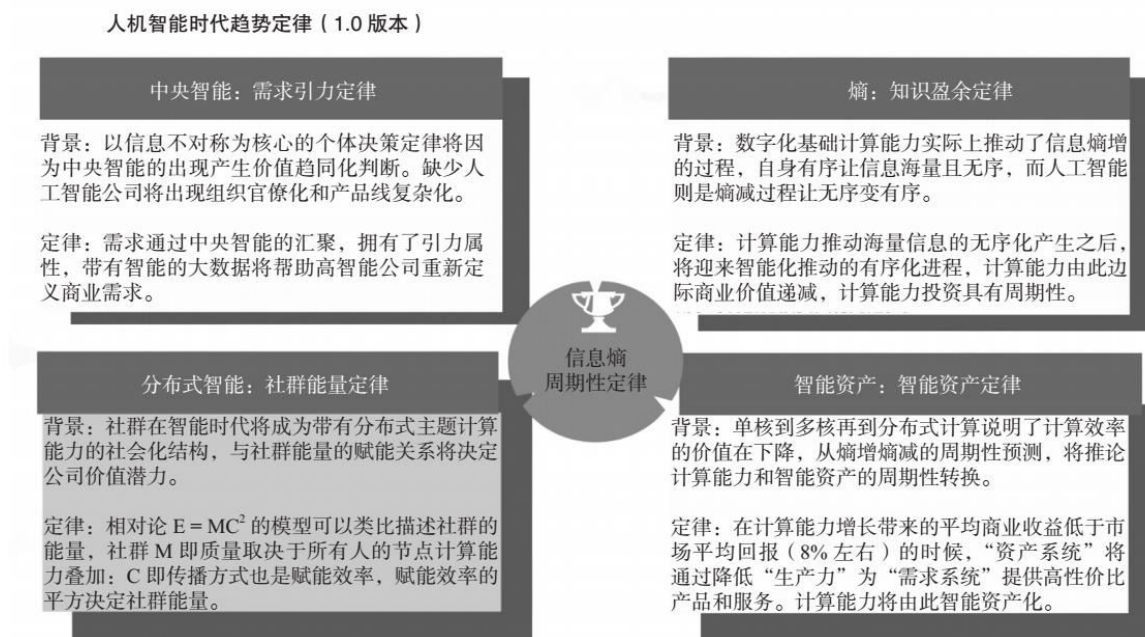 人机智能时代趋势定律（1.0 版本）
中央智能：需求引力定律
背景：以信息不对称为核心的个体决策定律将因
为中央智能的出现产生价值趋同化判断。缺少人
工智能公司将出现组织官僚化和产品线复杂化。
定律：需求通过中央智能的汇聚，拥有了引力属
性，带有智能的大数据将帮助高智能公司重新定
义商业需求。
熵：知识盈余定律
背景：数字化基础计算能力实际上推动了信息熵增
的过程，自身有序让信息海量且无序，而人工智能
则是熵减过程让无序变有序。
定律：计算能力推动海量信息的无序化产生之后，
将迎来智能化推动的有序化进程，计算能力由此边
际商业价值递减，计算能力投资具有周期性。
信息熵
周期性定律
分布式智能：社群能量定律
背景：社群在智能时代将成为带有分布式主题计算
能力的社会化结构，与社群能量的赋能关系将决定
公司价值潜力。
定律：相对论 E = MC² 的模型可以类比描述社群的
能量，社群 M 即质量取决于所有人的节点计算能
力叠加：C 即传播方式也是赋能效率，赋能效率的
平方决定社群能量。
智能资产：智能资产定律
背景：单核到多核再到分布式计算说明了计算效率
的价值在下降，从熵增熵减的周期性预测，将推论
计算能力和智能资产的周期性转换。
定律：在计算能力增长带来的平均商业收益低于市
场平均回报（8% 左右）的时候，“资产系统”将
通过降低“生产力”为“需求系统”提供高性价比
产品和服务。计算能力将由此智能资产化。